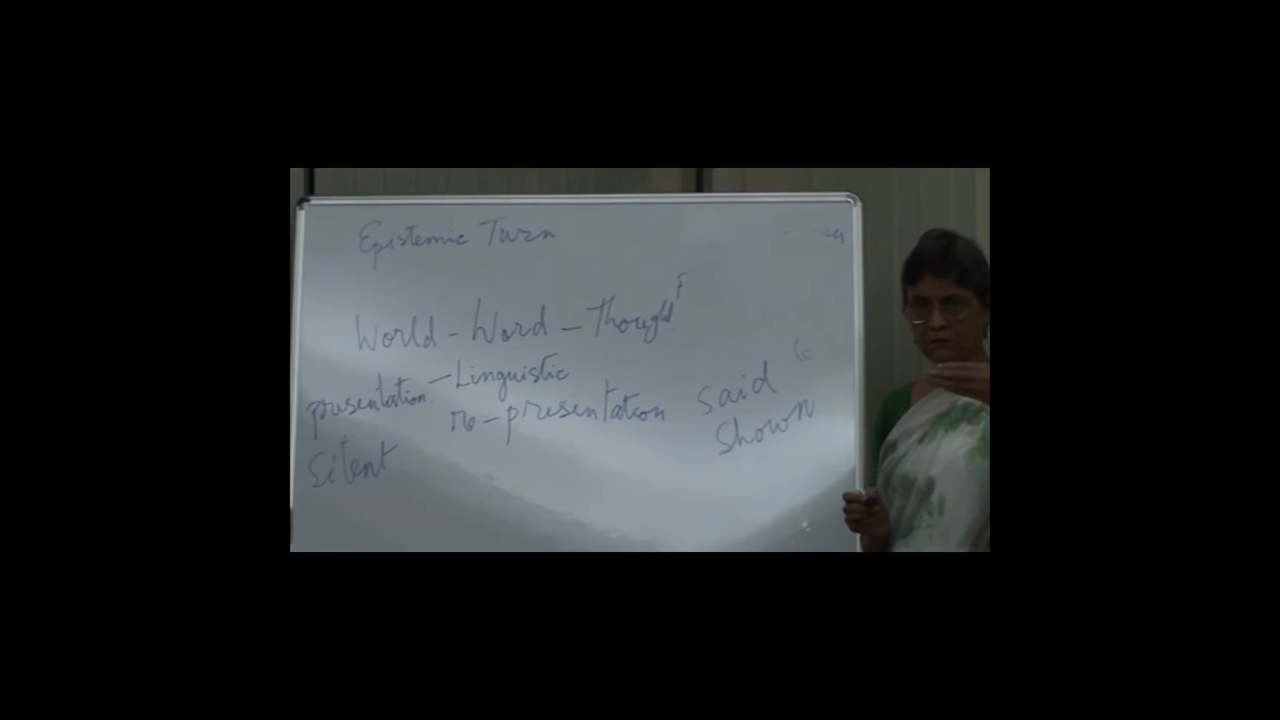 Epistemic Turn
World - Word - Thought
presentation - Linguistic
re-presentation
Silent
Said
Shown